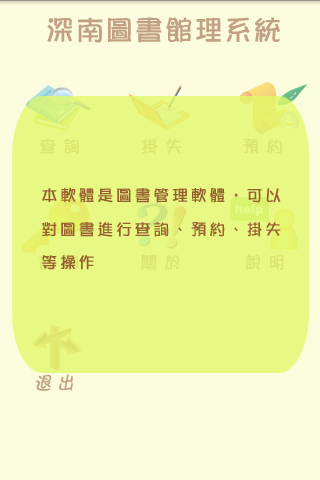 深南圖書館理系統
查詢 掛失 預約
本軟體是圖書管理軟體，可以
對圖書進行查詢、預約、掛失
等操作
?! help
關於 說明
退出